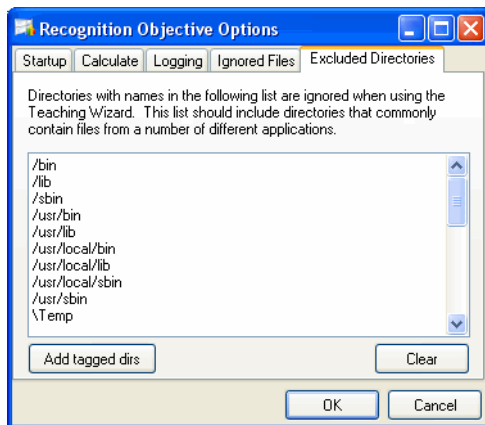 Recognition Objective Options
Startup Calculate Logging Ignored Files Excluded Directories
Directories with names in the following list are ignored when using the
Teaching Wizard. This list should include directories that commonly
contain files from a number of different applications.
/bin
/lib
/sbin
/usr/bin
/usr/lib
/usr/local/bin
/usr/local/lib
/usr/local/sbin
/usr/sbin
\Temp
Add tagged dirs Clear
OK Cancel